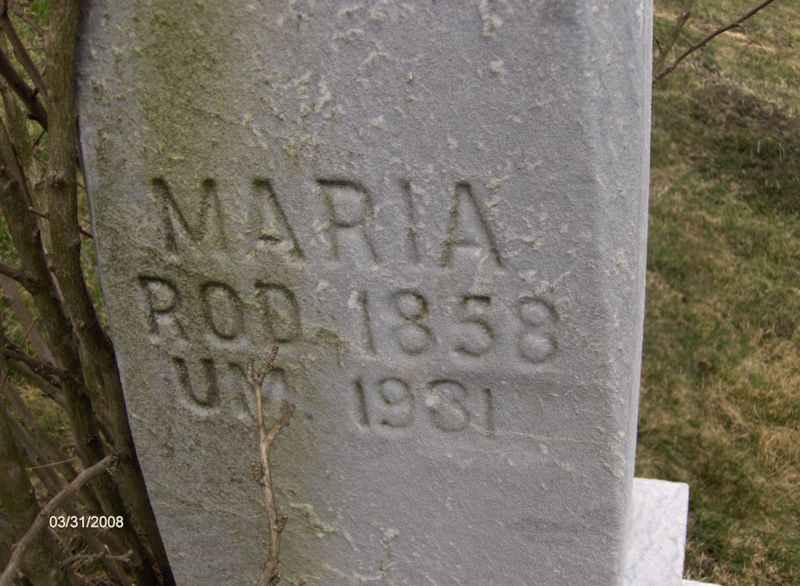 MARIA
ROD. 1858
UM. 1931
03/31/2008